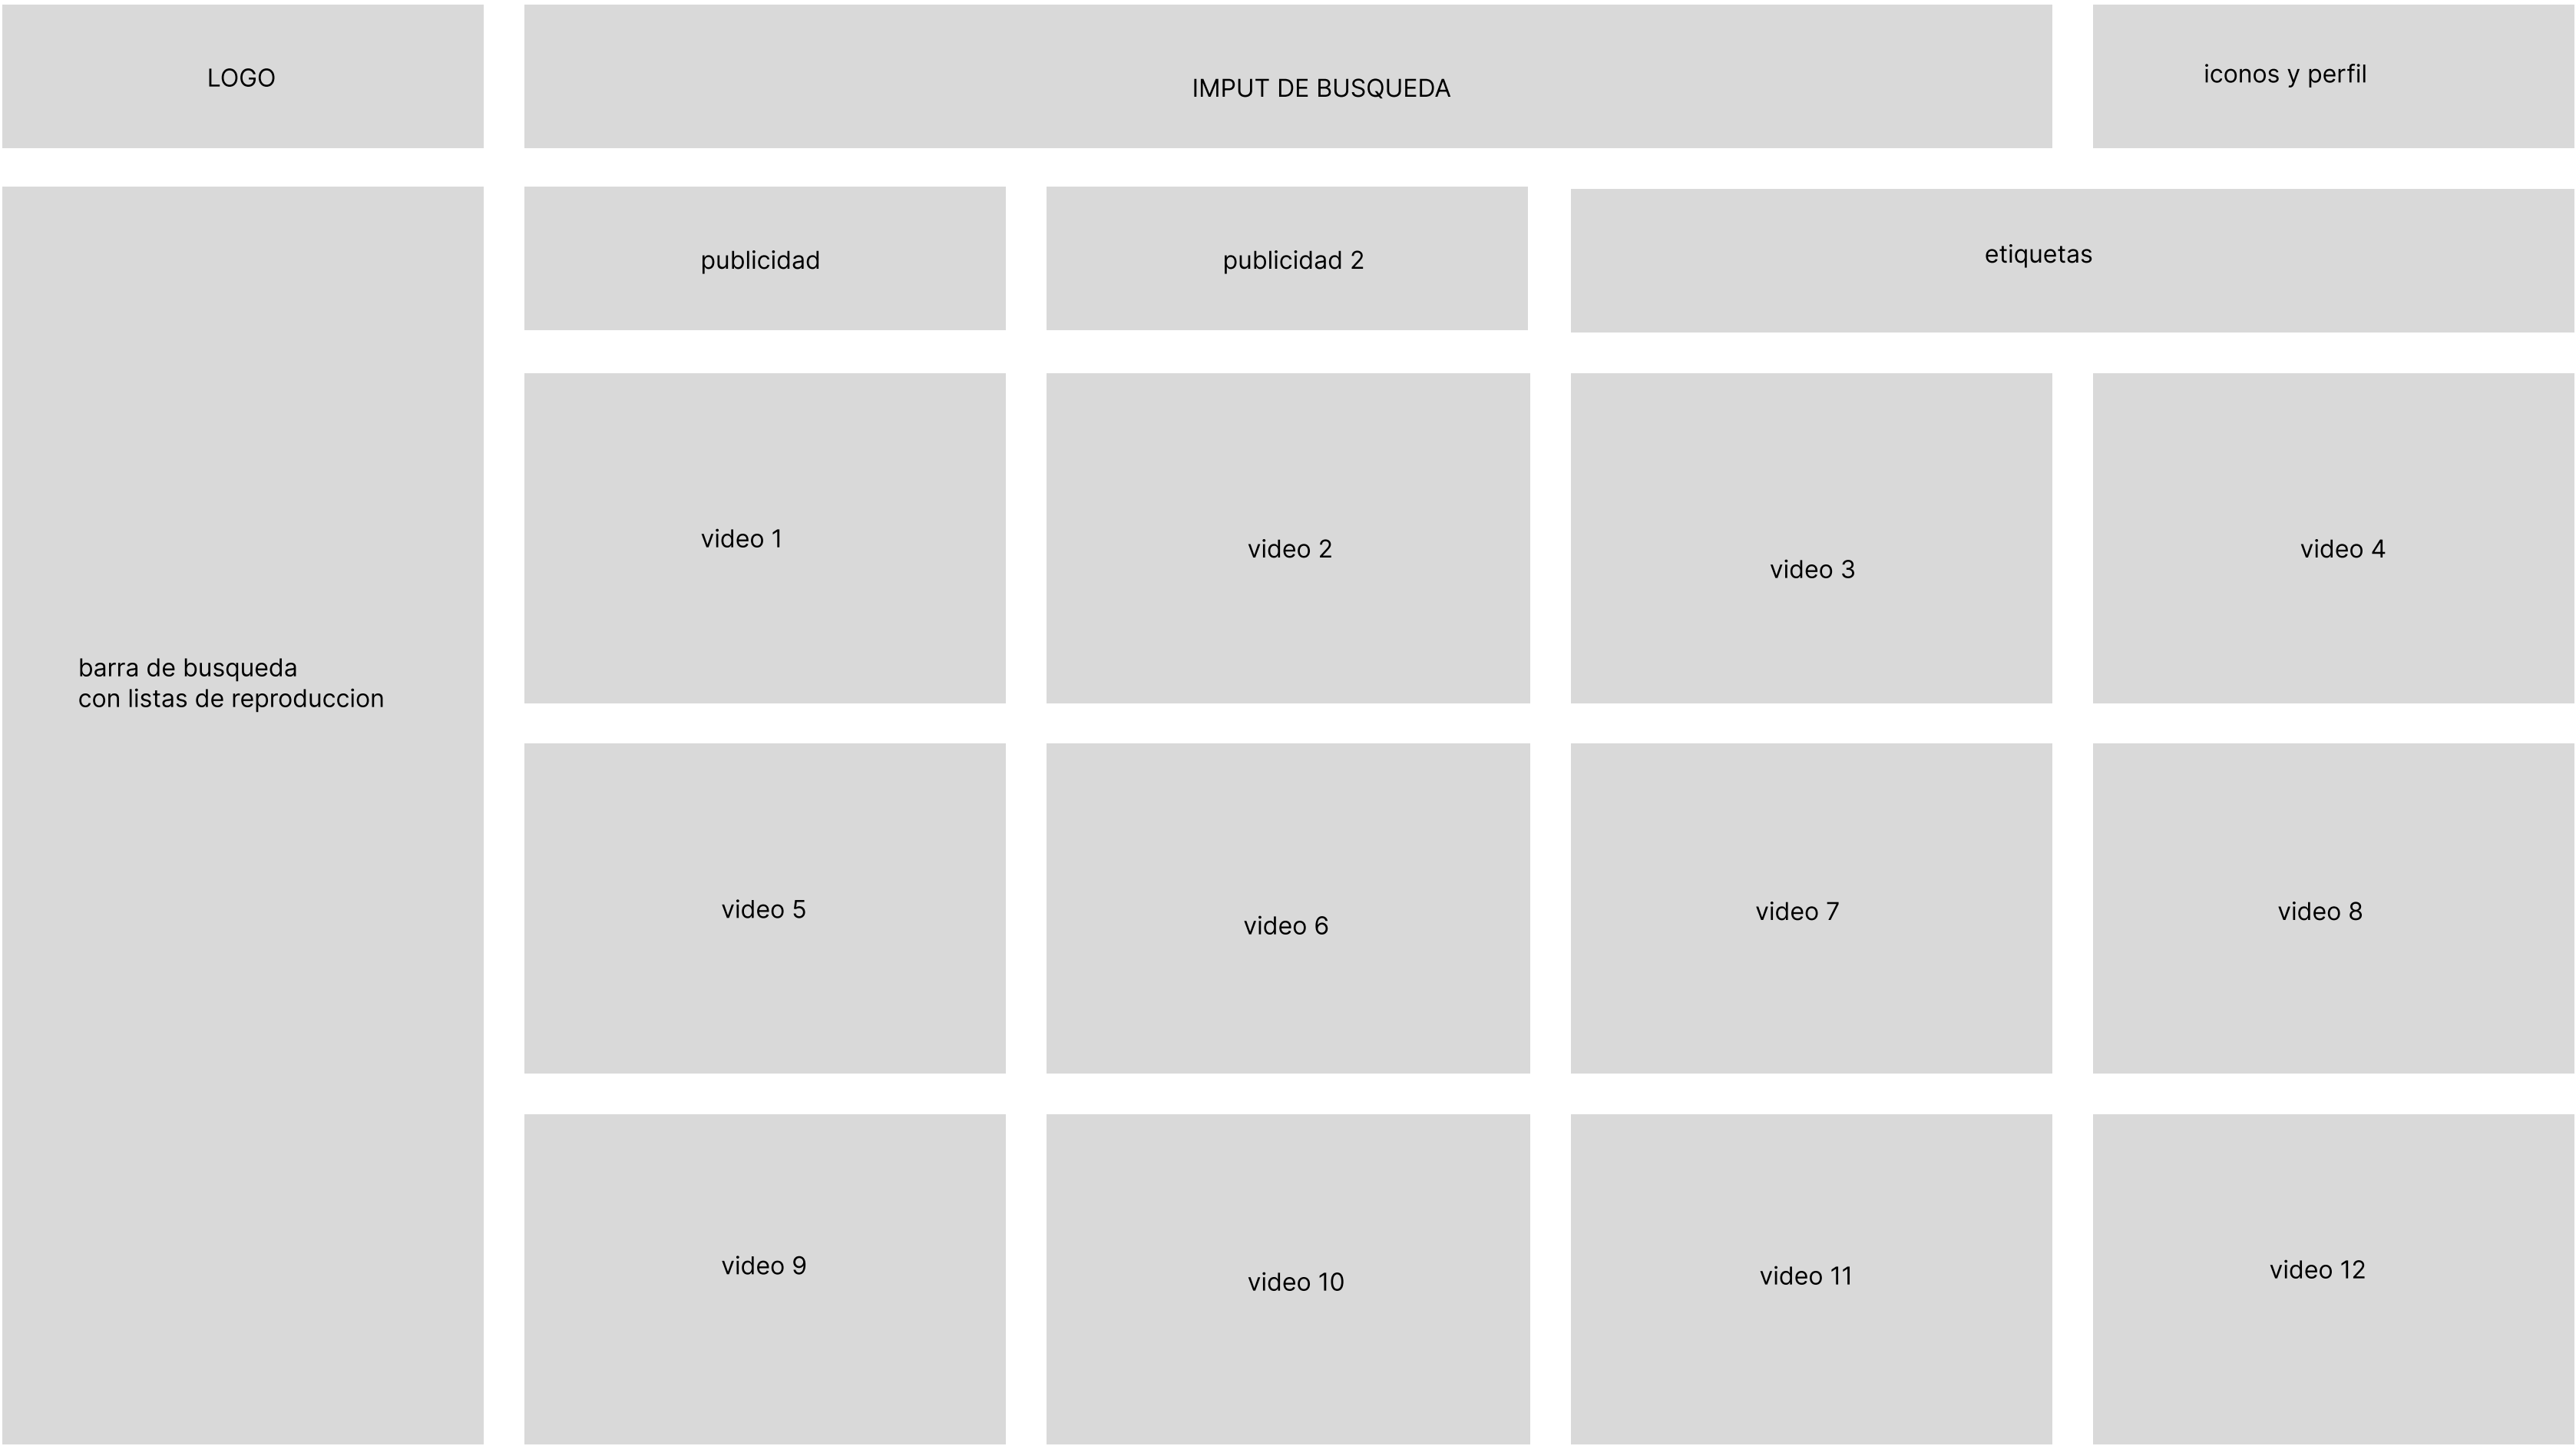 LOGO
IMPUT DE BUSQUEDA
iconos y perfil
publicidad
publicidad 2
etiquetas
barra de busqueda
con listas de reproduccion
video 1
video 2
video 3
video 4
video 5
video 6
video 7
video 8
video 9
video 10
video 11
video 12